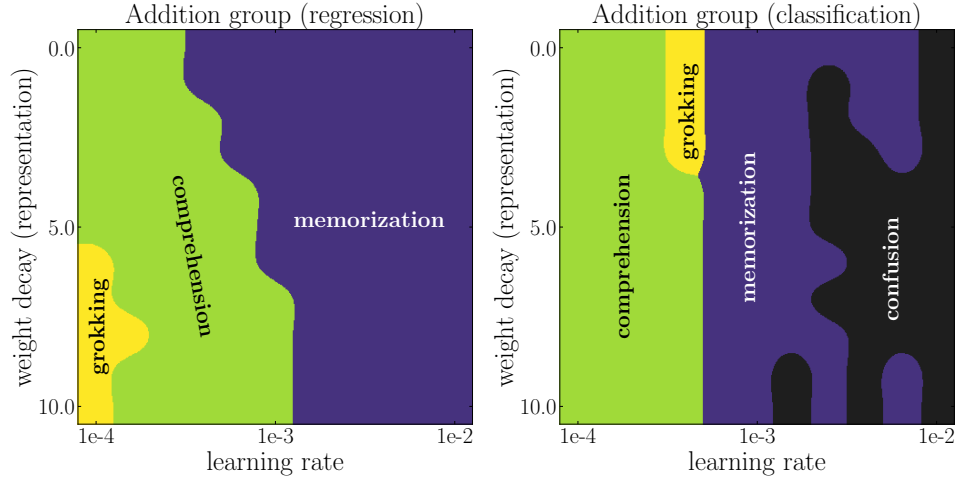 Addition group (regression)
weight decay (representation)
0.0
5.0
10.0
grokking
comprehension
memorization
1e-4
1e-3
1e-2
learning rate
Addition group (classification)
weight decay (representation)
0.0
5.0
10.0
comprehension
grokking
memorization
confusion
1e-4
1e-3
1e-2
learning rate